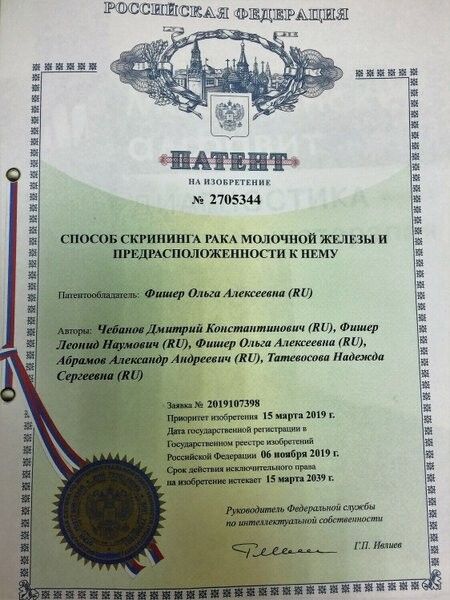 РОССИЙСКАЯ ФЕДЕРАЦИЯ
ПАТЕНТ
НА ИЗОБРЕТЕНИЕ
№ 2705344
СПОСОБ СКРИНИНГА РАКА МОЛОЧНОЙ ЖЕЛЕЗЫ И
ПРЕДРАСПОЛОЖЕННОСТИ К НЕМУ
Патентообладатель: Фишер Ольга Алексеевна (RU)
Авторы: Чебанов Дмитрий Константинович (RU), Фишер
Леонид Наумович (RU), Фишер Ольга Алексеевна (RU),
Абрамов Александр Андреевич (RU), Татевосова Надежда
Сергеевна (RU)
Заявка № 2019107398
Приоритет изобретения 15 марта 2019 г.
Дата государственной регистрации в
Государственном реестре изобретений
Российской Федерации 06 ноября 2019 г.
Срок действия исключительного права
на изобретение истекает 15 марта 2039 г.
Руководитель Федеральной службы
по интеллектуальной собственности
Г.П. Ивлиев